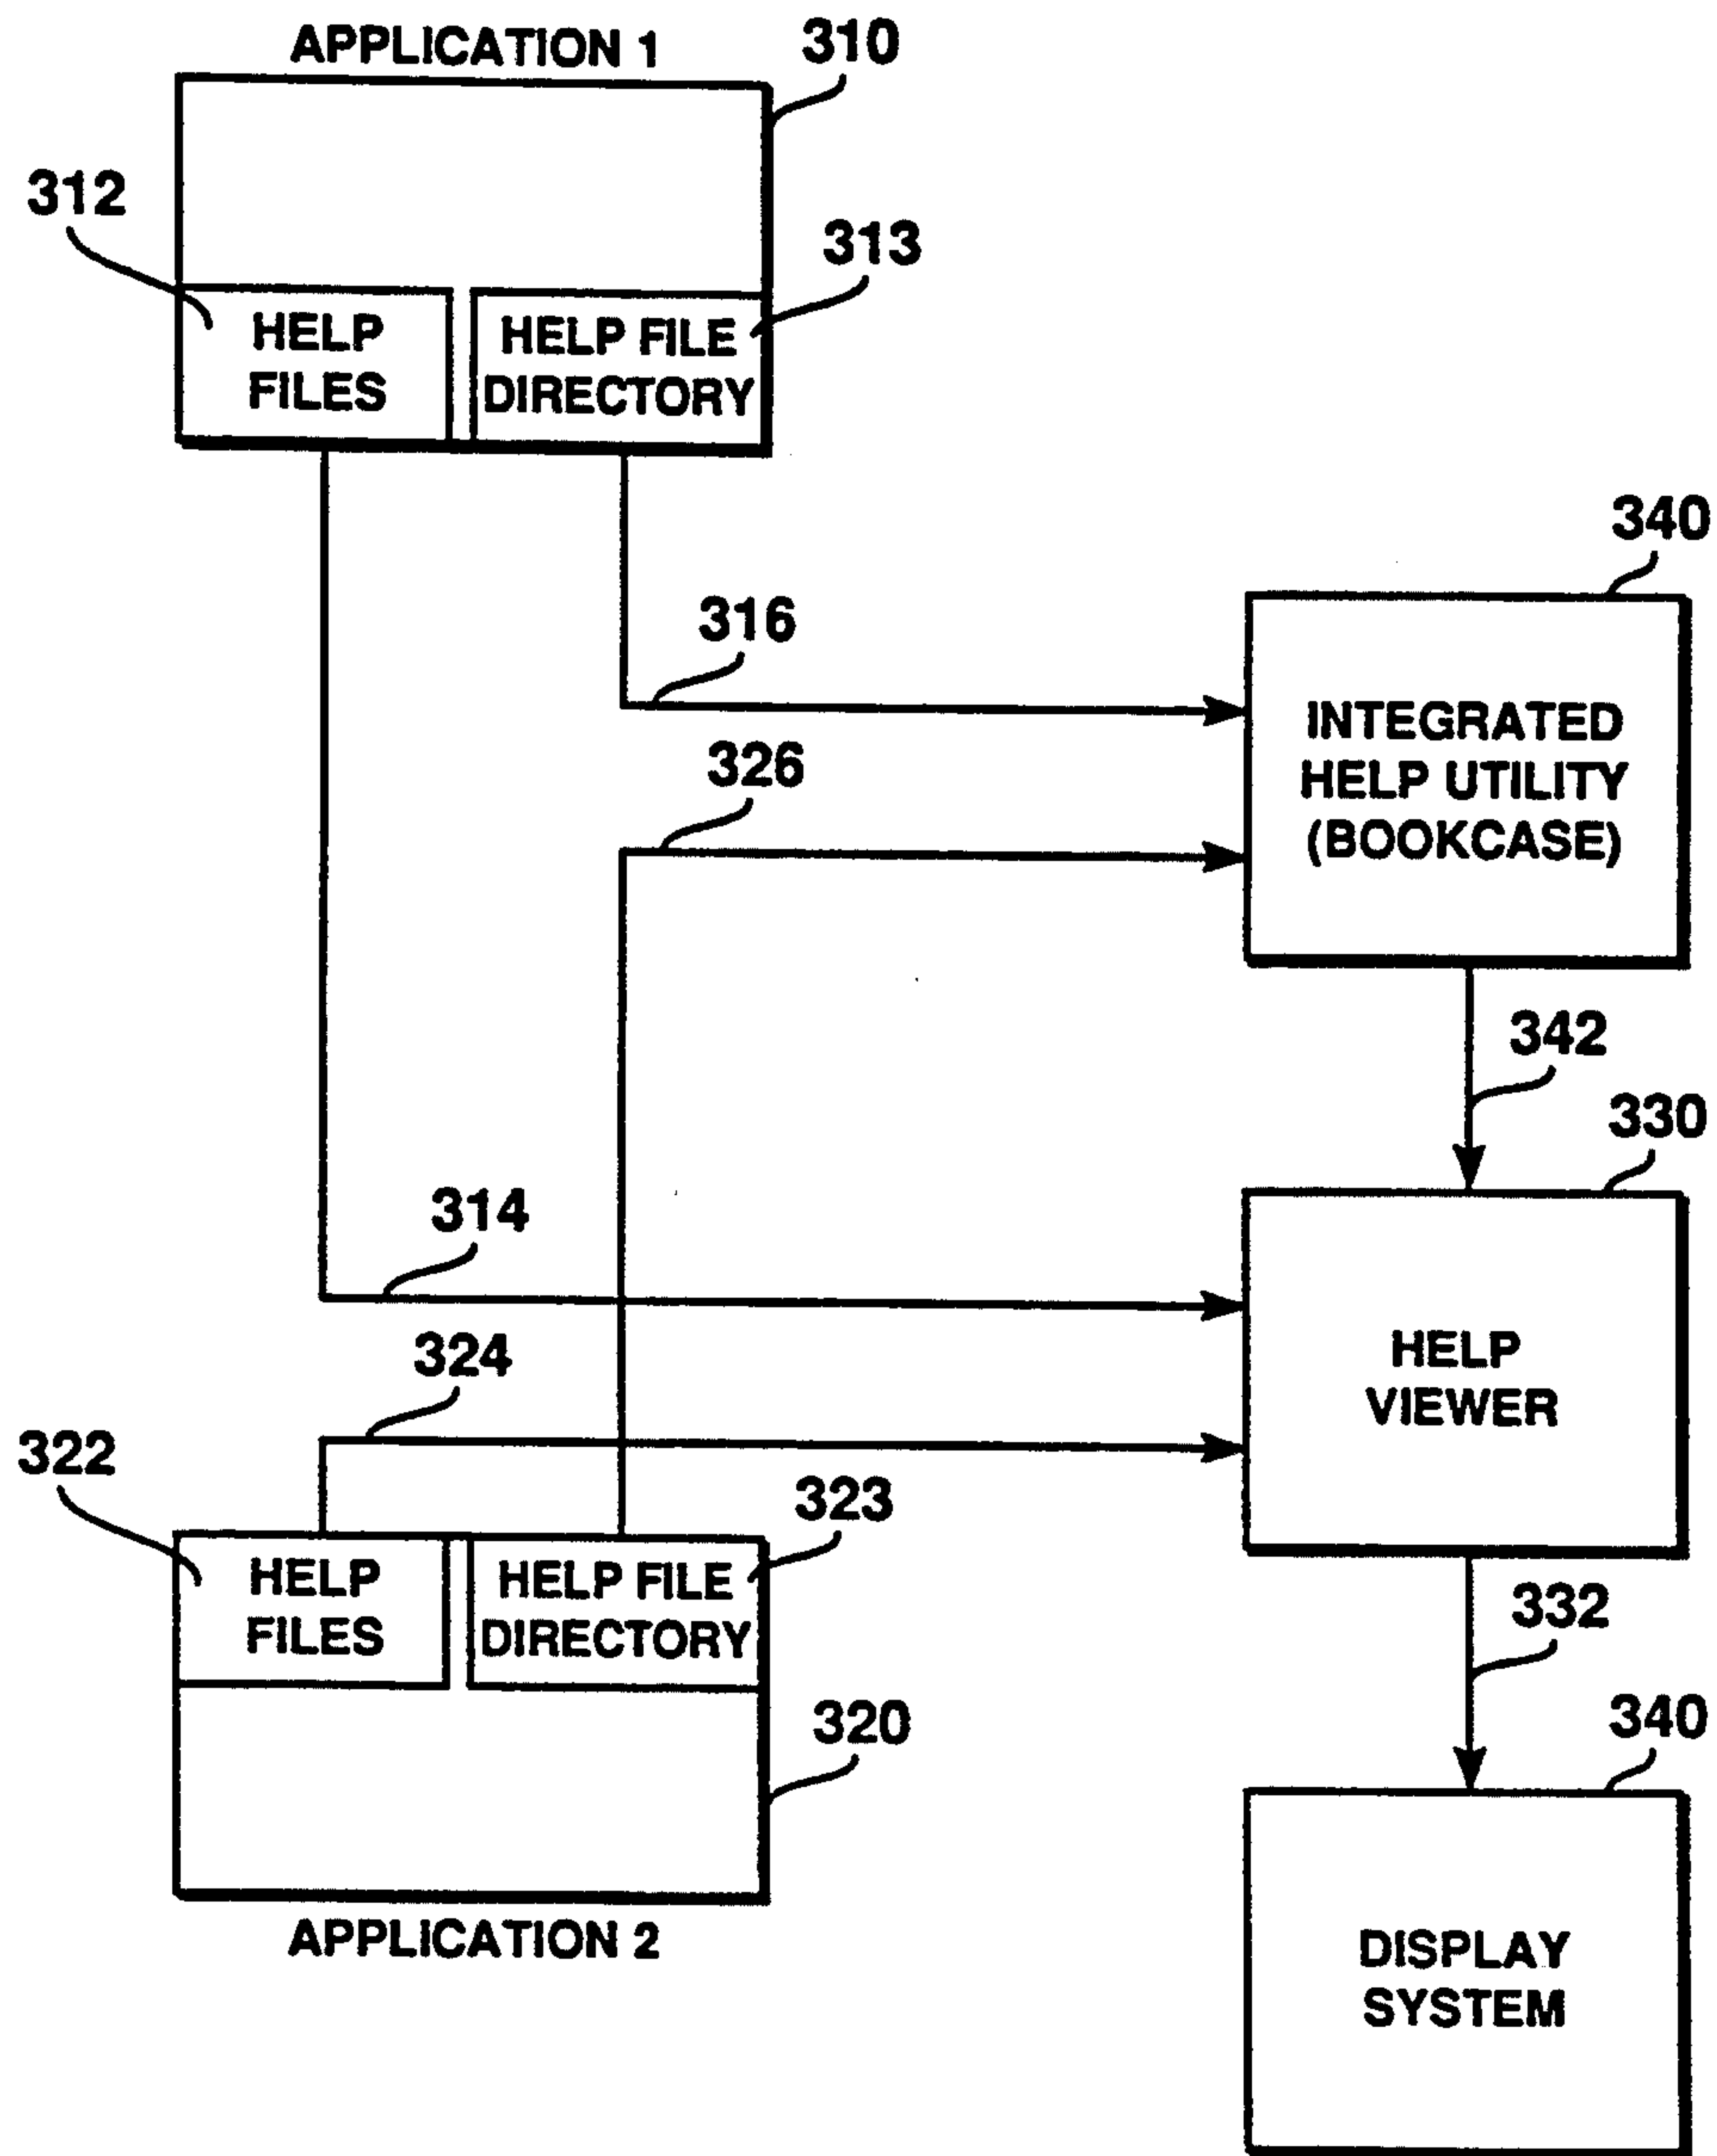 APPLICATION 1
310
312
313
HELP
FILES
HELP FILE
DIRECTORY
340
316
INTEGRATED
HELP UTILITY
(BOOKCASE)
326
342
330
314
HELP
VIEWER
324
322
323
HELP
FILES
HELP FILE
DIRECTORY
332
320
340
APPLICATION 2
DISPLAY
SYSTEM